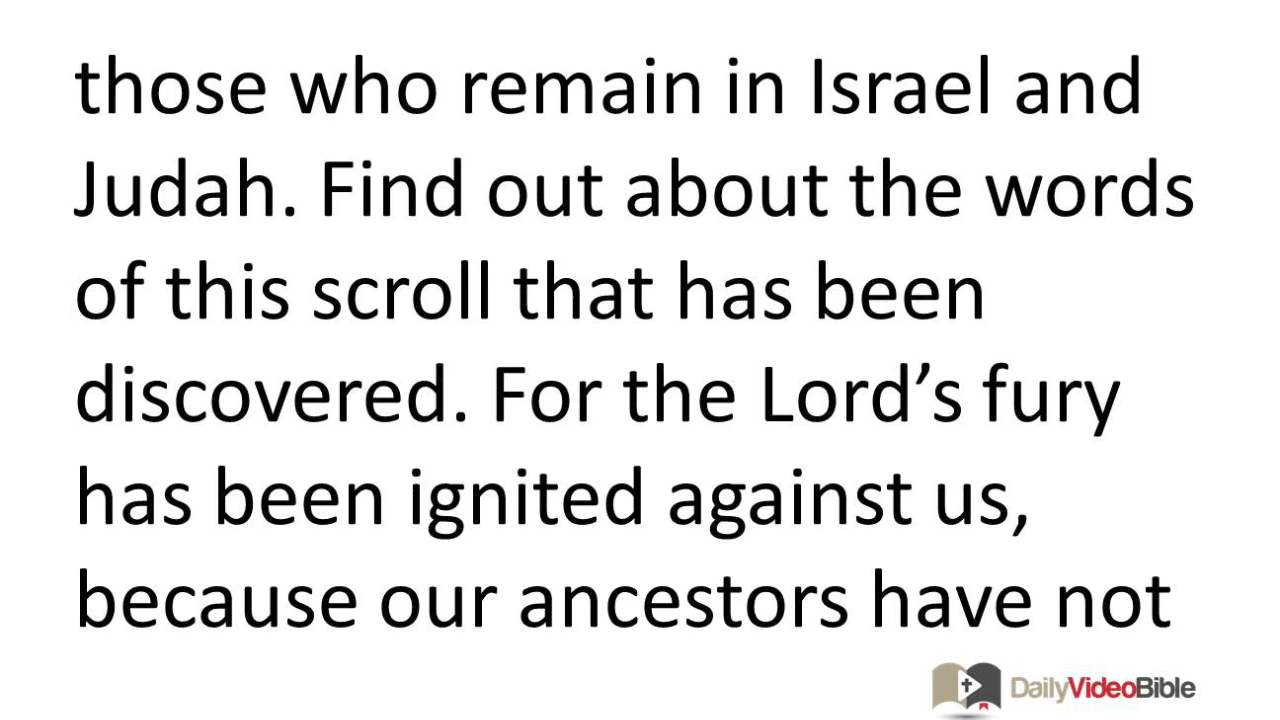 those who remain in Israel and
Judah. Find out about the words
of this scroll that has been
discovered. For the Lord’s fury
has been ignited against us,
because our ancestors have not
DailyVideoBible